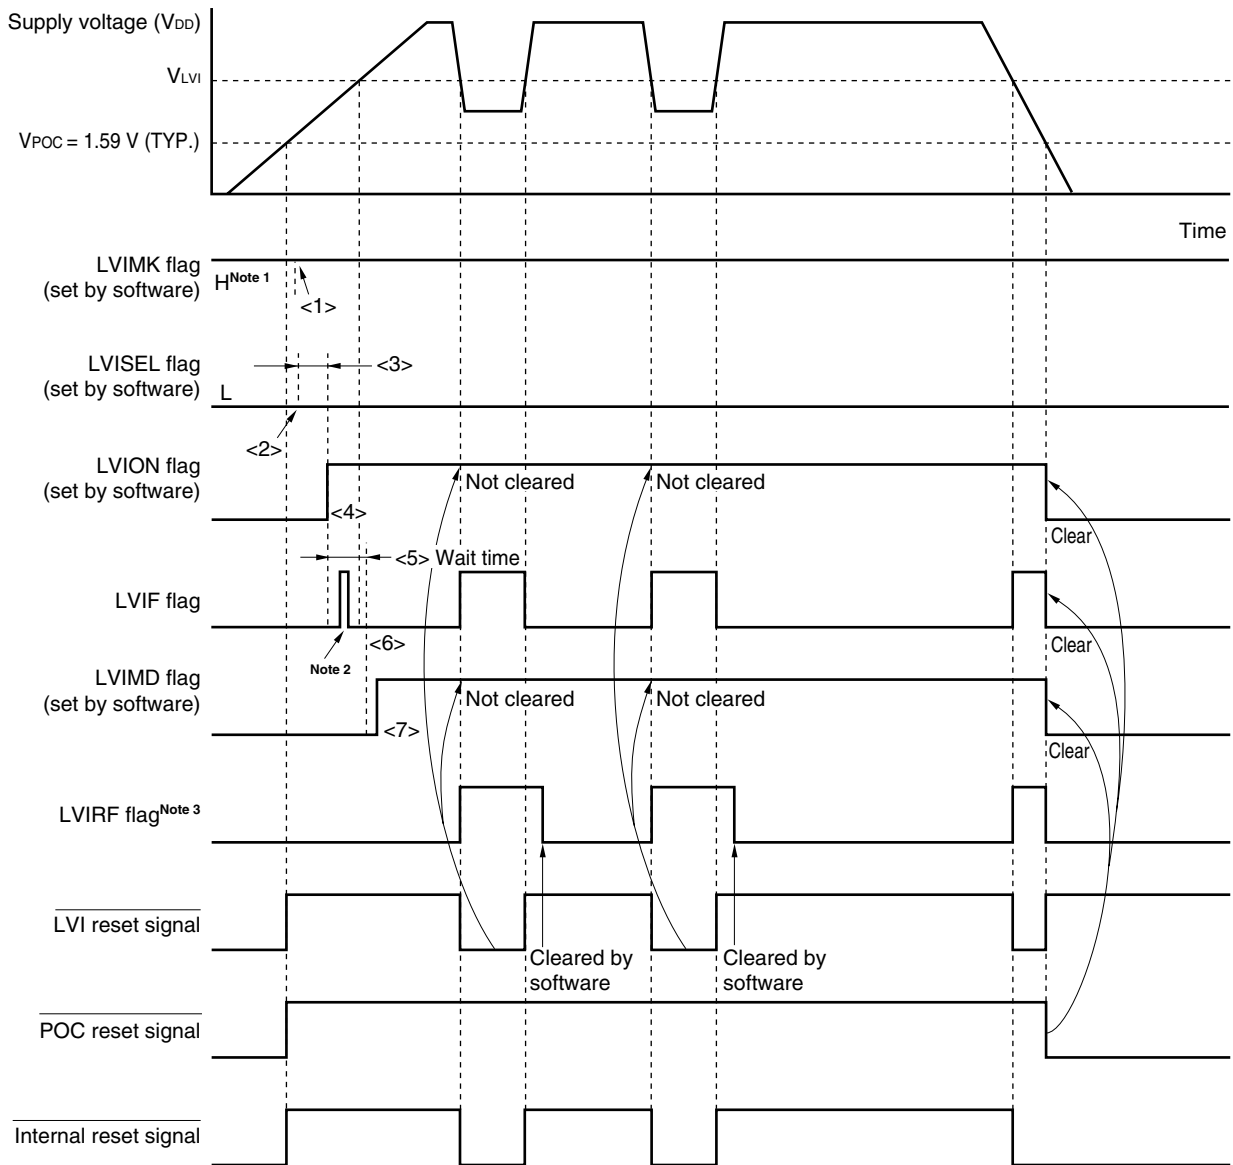 Supply voltage (VDD)
VLVI
VPOC = 1.59 V (TYP.)
Time
LVIMK flag
(set by software)
HNote 1
<1>
LVISEL flag
(set by software)
L
<3>
<2>
LVION flag
(set by software)
Not cleared
Not cleared
<4>
Clear
<5> Wait time
LVIF flag
Note 2
<6>
Clear
LVIMD flag
(set by software)
Not cleared
Not cleared
<7>
Clear
LVIRF flagNote 3
LVI reset signal
Cleared by
software
Cleared by
software
POC reset signal
Internal reset signal